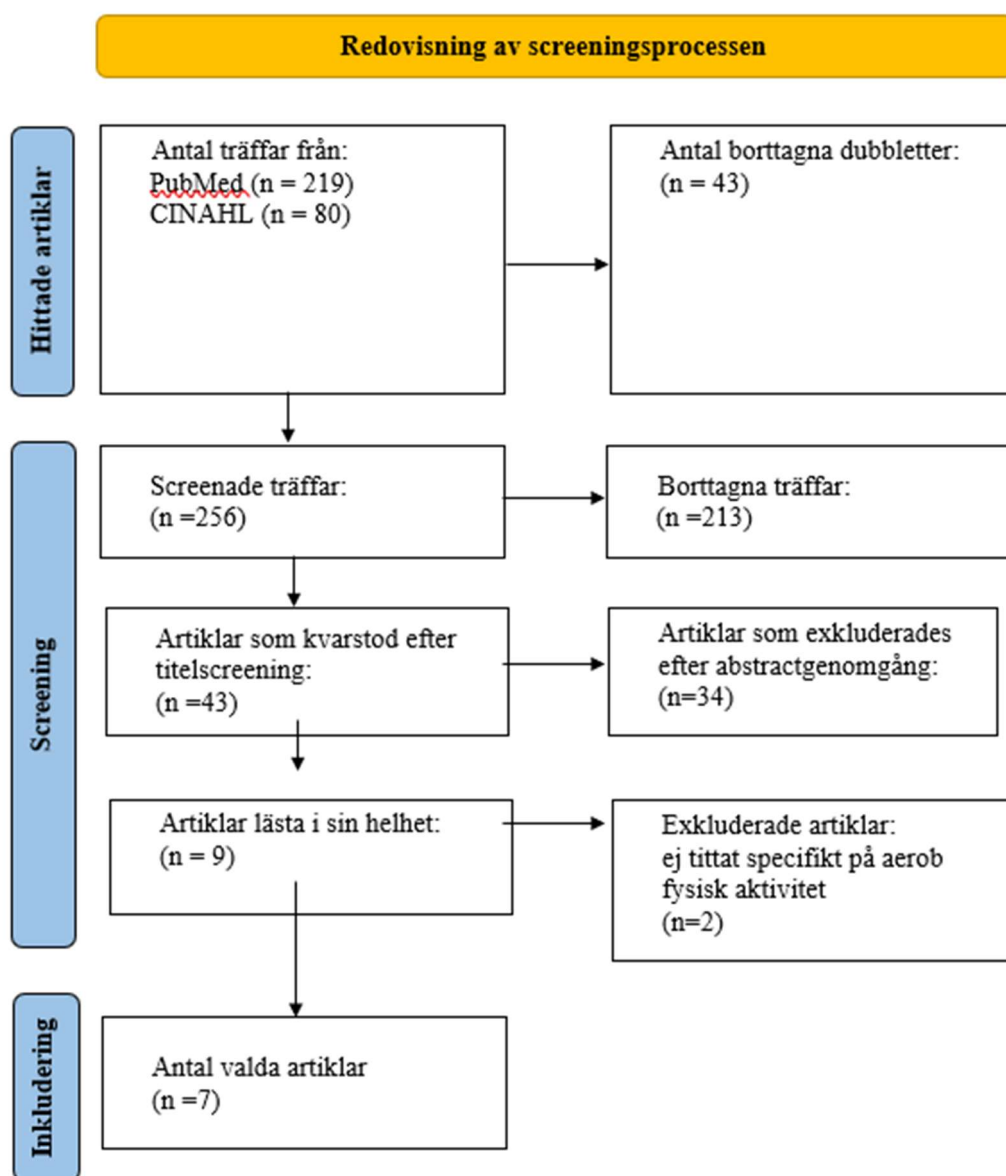 Redovisning av screeningsprocessen
Hittade artiklar
Antal träffar från:
PubMed (n = 219)
CINAHL (n = 80)
Antal borttagna dubbletter:
(n = 43)
Screening
Screenade träffar:
(n =256)
Borttagna träffar:
(n =213)
Artiklar som kvarstod efter
titelscreening:
(n =43)
Artiklar som exkluderades
efter abstractgenomgång:
(n=34)
Artiklar lästa i sin helhet:
(n = 9)
Exkluderade artiklar:
ej tittat specifikt på aerob
fysisk aktivitet
(n=2)
Inkludering
Antal valda artiklar
(n =7)